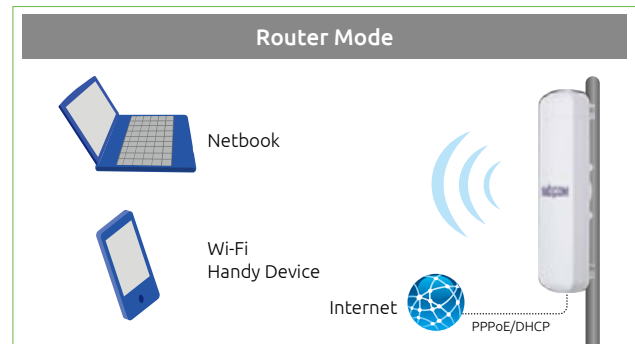 Router Mode
Netbook
Wi-Fi
Handy Device
Internet
PPPoE/DHCP